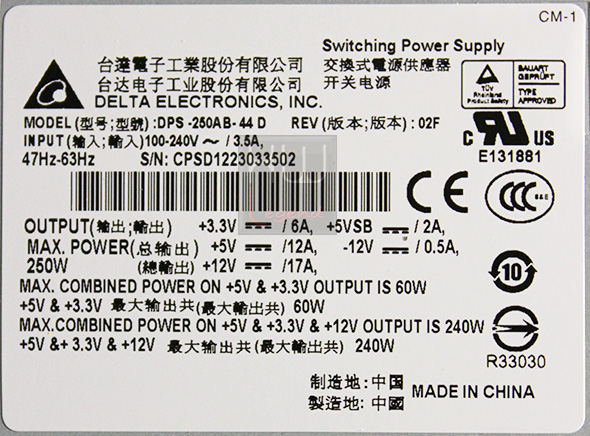 CM-1
台達電子工業股份有限公司
台达电子工业股份有限公司
DELTA ELECTRONICS, INC.
Switching Power Supply
交換式電源供應器
开关电源
TÜV
Rheinland
Product Safety
BAUART
GEPRÜFT
TYPE
APPROVED
MODEL(型号;型號):DPS -250AB- 44 D REV(版本;版本) : 02F
INPUT(输入;輸入)100-240V ～ / 3.5A,
47Hz-63Hz S/N: CPSD1223033502
c RU US
E131881
CE
CCC
S&E
OUTPUT(输出;輸出) +3.3V ⎓ / 6A, +5VSB ⎓ / 2A,
MAX. POWER(总输出) +5V ⎓ /12A, -12V ⎓ / 0.5A,
250W (總輸出) +12V ⎓ /17A,
MAX. COMBINED POWER ON +5V & +3.3V OUTPUT IS 60W
+5V & +3.3V 最大输出共(最大輸出共) 60W
MAX.COMBINED POWER ON +5V & +3.3V & +12V OUTPUT IS 240W
+5V &+ 3.3V & +12V 最大输出共(最大輸出共) 240W
10
R33030
制造地:中国
製造地: 中國
MADE IN CHINA